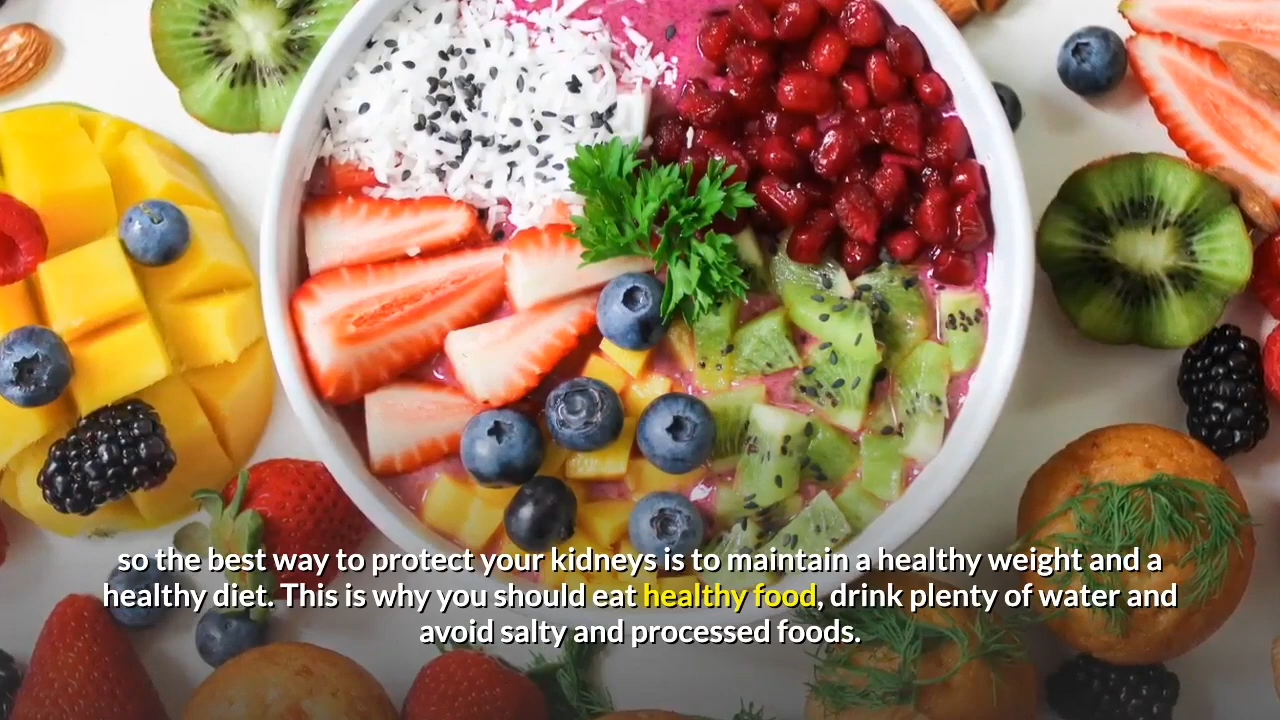 so the best way to protect your kidneys is to maintain a healthy weight and a
healthy diet. This is why you should eat healthy food, drink plenty of water and
avoid salty and processed foods.